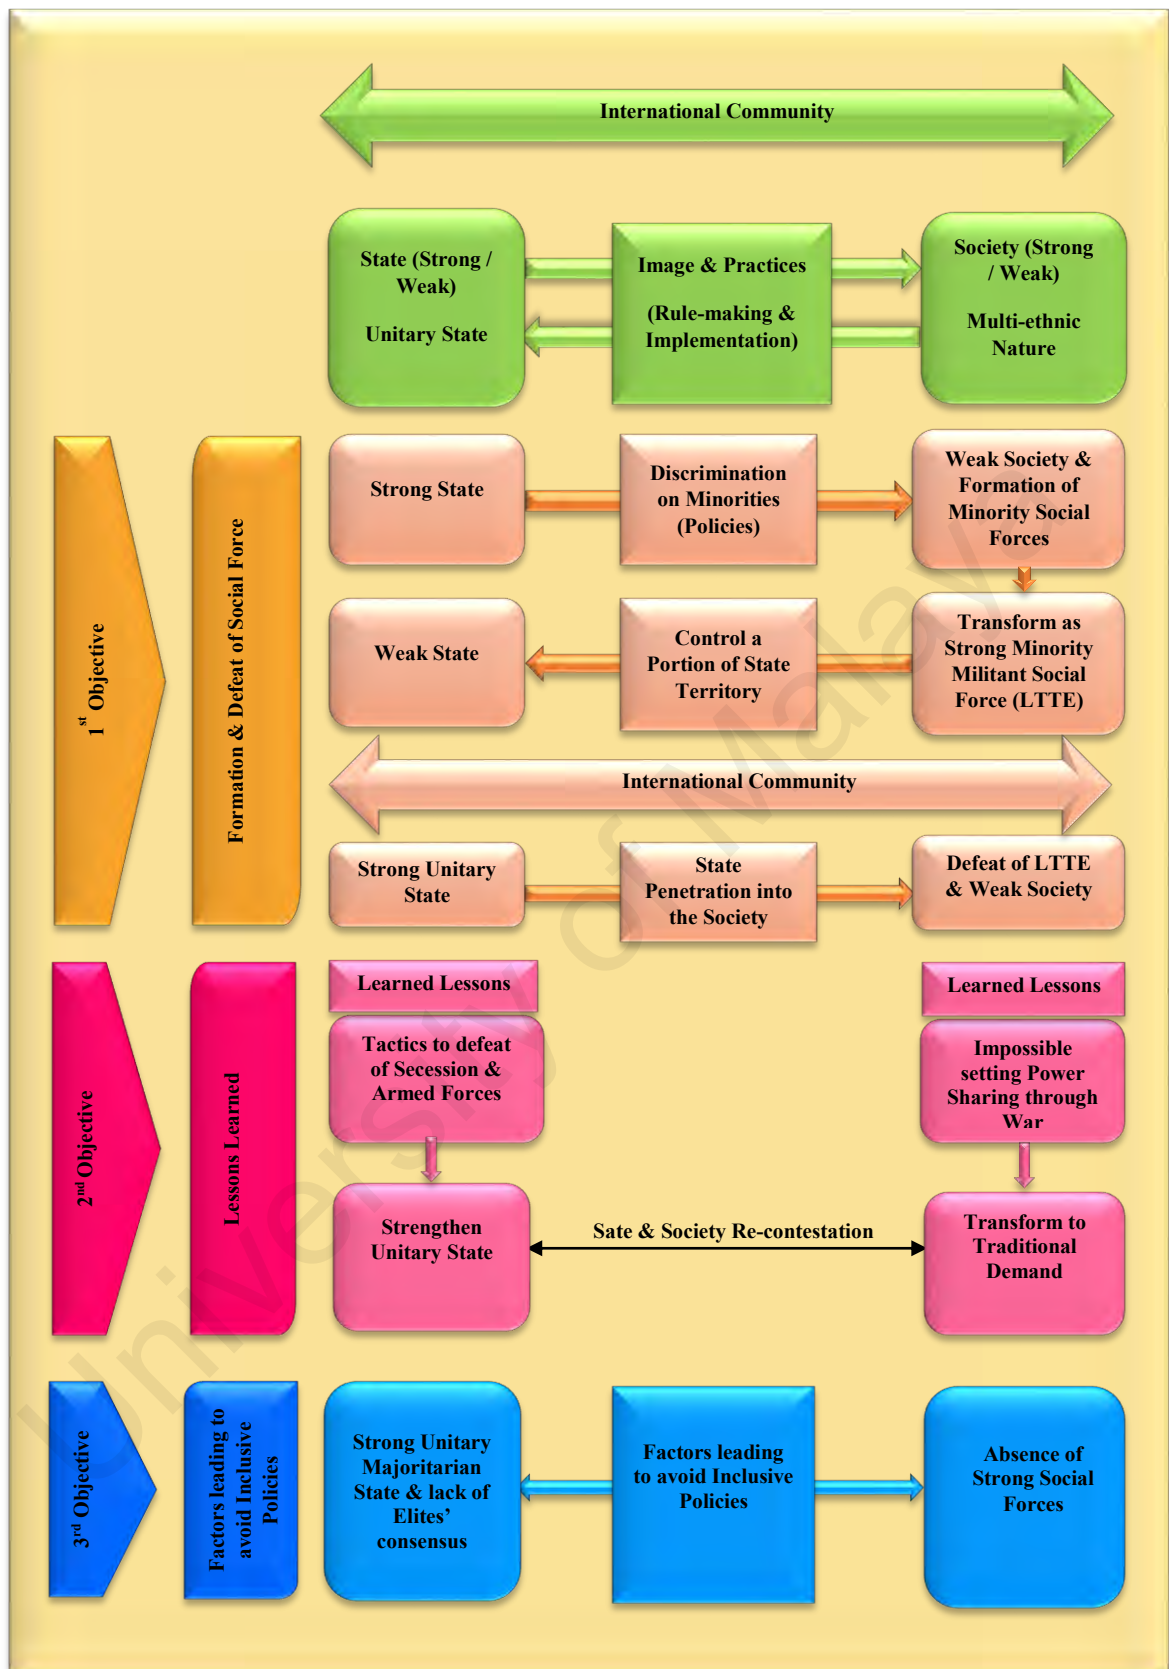 International Community
State (Strong /
Weak)
Unitary State
Image & Practices
(Rule-making &
Implementation)
Society (Strong
/ Weak)
Multi-ethnic
Nature
1st Objective
Formation & Defeat of Social Force
Strong State
Discrimination
on Minorities
(Policies)
Weak Society &
Formation of
Minority Social
Forces
Weak State
Control a
Portion of State
Territory
Transform as
Strong Minority
Militant Social
Force (LTTE)
International Community
Strong Unitary
State
State
Penetration into
the Society
Defeat of LTTE
& Weak Society
2nd Objective
Lessons Learned
Learned Lessons
Tactics to defeat
of Secession &
Armed Forces
Learned Lessons
Impossible
setting Power
Sharing through
War
Strengthen
Unitary State
Sate & Society Re-contestation
Transform to
Traditional
Demand
3rd Objective
Factors leading to
avoid Inclusive
Policies
Strong Unitary
Majoritarian
State & lack of
Elites’
consensus
Factors leading
to avoid Inclusive
Policies
Absence of
Strong Social
Forces
University of Malaya